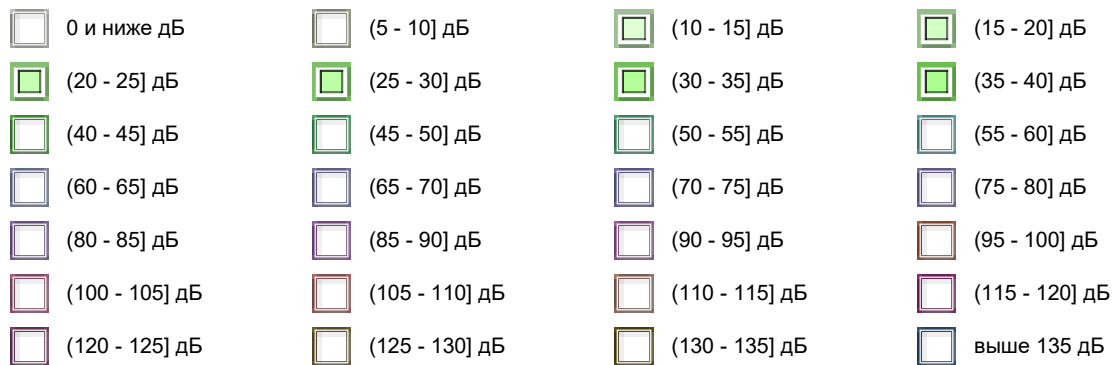 0 и ниже дБ (5 - 10] дБ (10 - 15] дБ (15 - 20] дБ
(20 - 25] дБ (25 - 30] дБ (30 - 35] дБ (35 - 40] дБ
(40 - 45] дБ (45 - 50] дБ (50 - 55] дБ (55 - 60] дБ
(60 - 65] дБ (65 - 70] дБ (70 - 75] дБ (75 - 80] дБ
(80 - 85] дБ (85 - 90] дБ (90 - 95] дБ (95 - 100] дБ
(100 - 105] дБ (105 - 110] дБ (110 - 115] дБ (115 - 120] дБ
(120 - 125] дБ (125 - 130] дБ (130 - 135] дБ выше 135 дБ